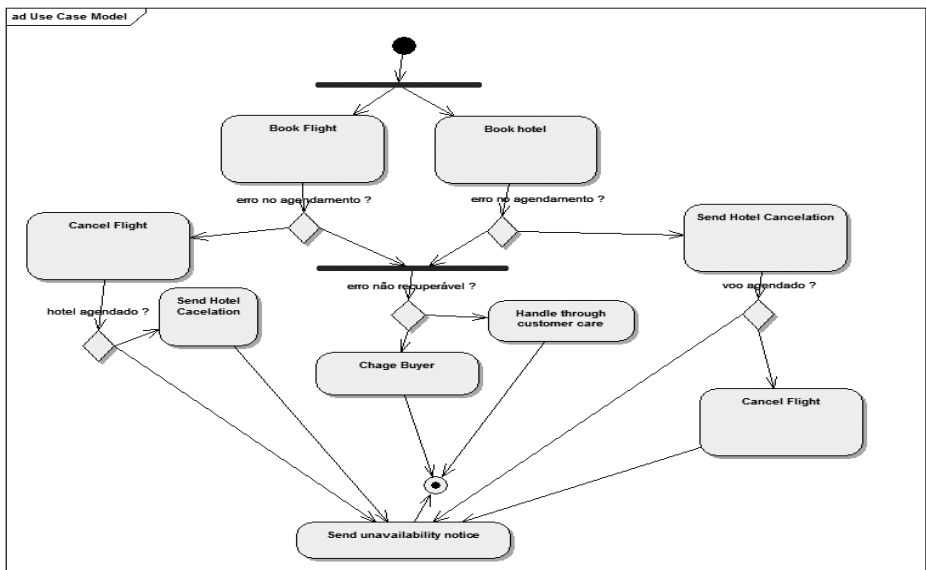 ad Use Case Model
Book Flight
Book hotel
erro no agendamento ?
erro no agendamento ?
Cancel Flight
Send Hotel Cancelation
erro não recuperável ?
voo agendado ?
hotel agendado ?
Send Hotel
Cacelation
Handle through
customer care
Chage Buyer
Cancel Flight
Send unavailability notice